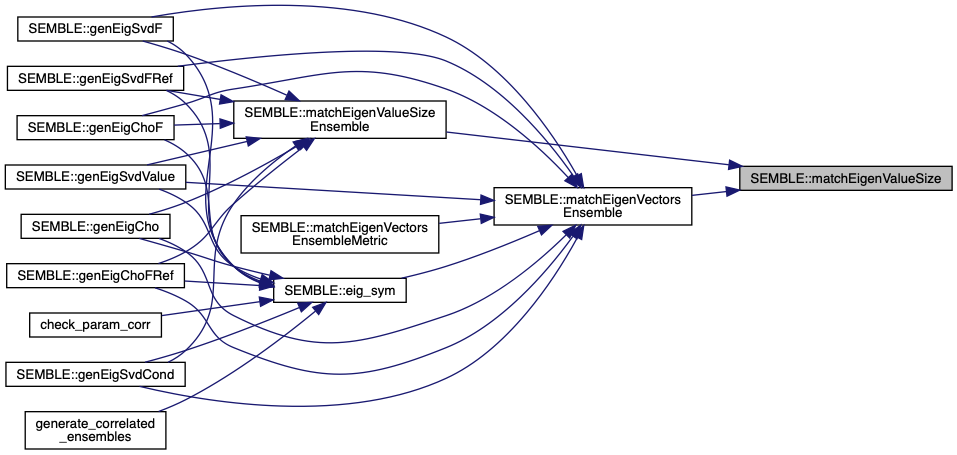 SEMBLE::genEigSvdF
SEMBLE::genEigSvdFRef
SEMBLE::genEigChoF
SEMBLE::genEigSvdValue
SEMBLE::genEigCho
SEMBLE::genEigChoFRef
check_param_corr
SEMBLE::genEigSvdCond
generate_correlated
_ensembles
SEMBLE::matchEigenValueSize
Ensemble
SEMBLE::matchEigenVectors
EnsembleMetric
SEMBLE::eig_sym
SEMBLE::matchEigenVectors
Ensemble
SEMBLE::matchEigenValueSize